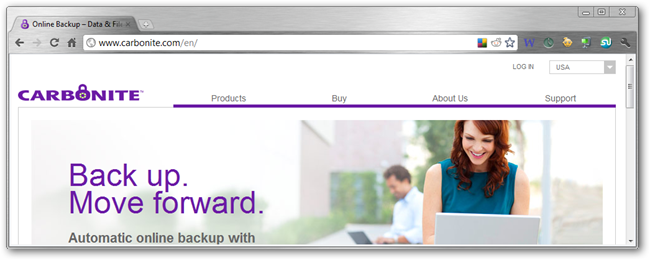 Online Backup – Data & File
www.carbonite.com/en/
LOG IN
USA
CARBONITE™
Products
Buy
About Us
Support
Back up.
Move forward.
Automatic online backup with